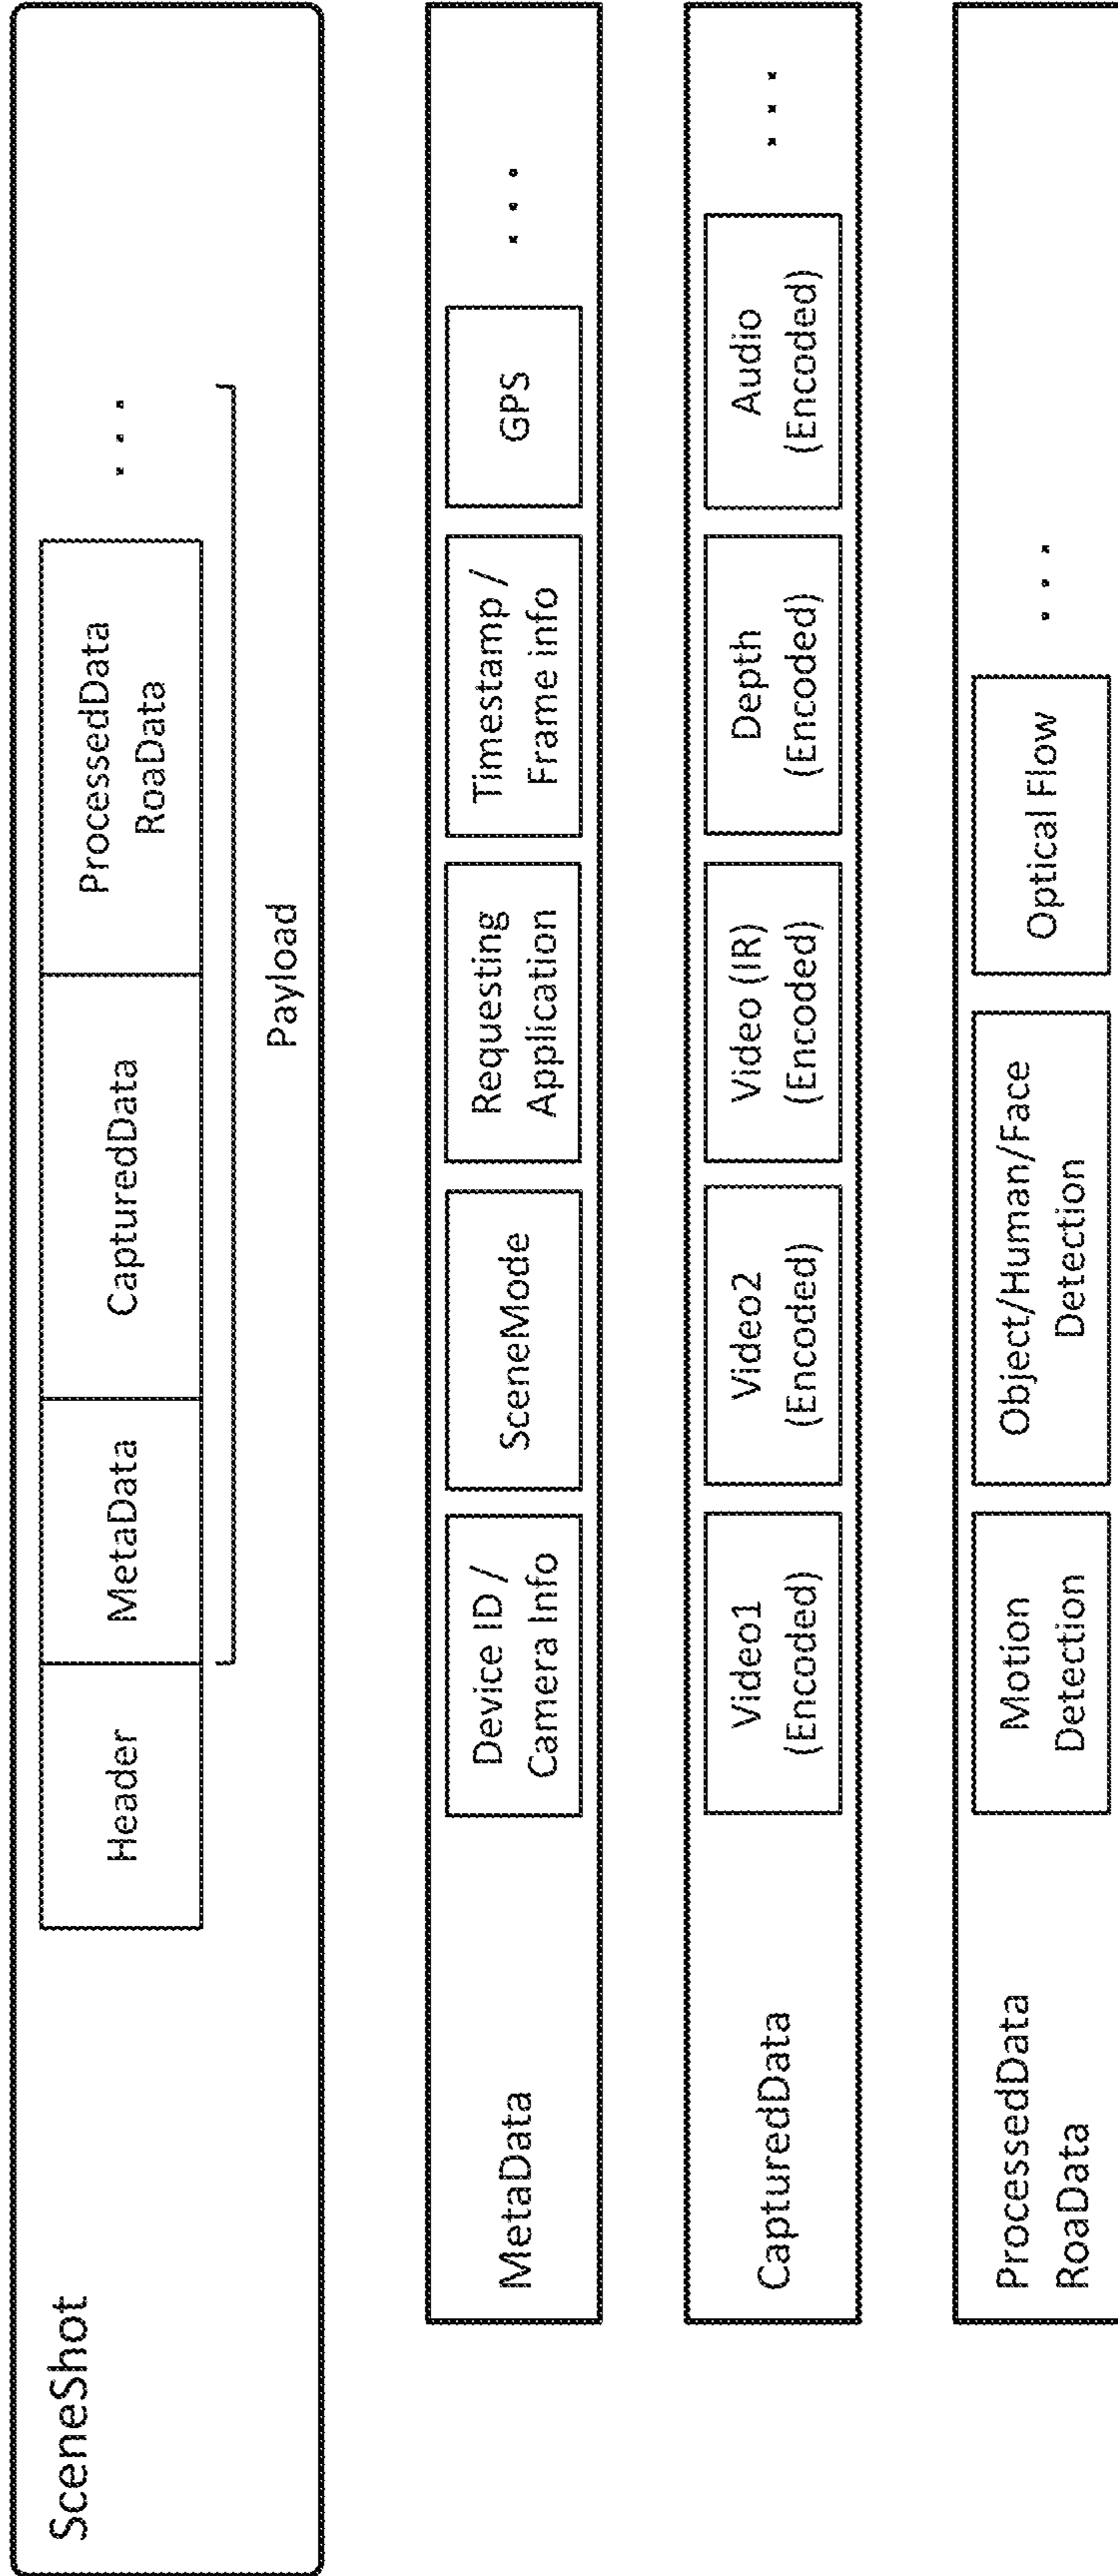 SceneShot
Header
MetaData
CapturedData
ProcessedData
RoaData
. . .
Payload
MetaData
Device ID /
Camera Info
SceneMode
Requesting
Application
Timestamp /
Frame info
GPS
. . .
CapturedData
Video1
(Encoded)
Video2
(Encoded)
Video (IR)
(Encoded)
Depth
(Encoded)
Audio
(Encoded)
. . .
ProcessedData
RoaData
Motion
Detection
Object/Human/Face
Detection
Optical Flow
. . .